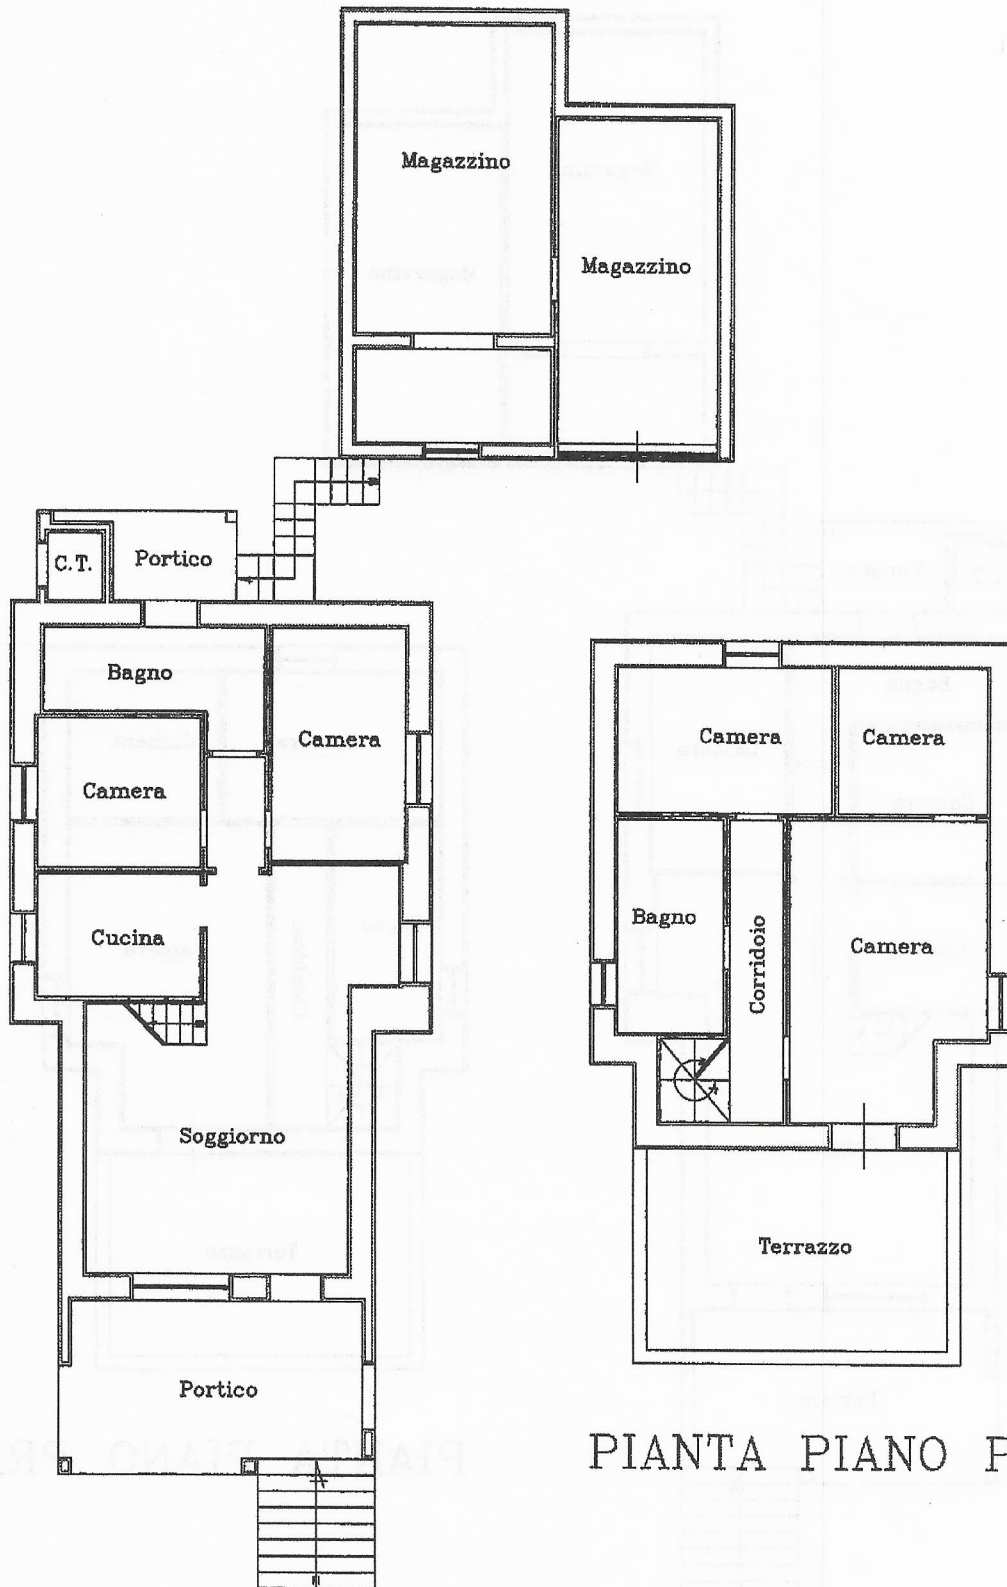 Magazzino
Magazzino
C.T.
Portico
Bagno
Camera
Camera
Cucina
Soggiorno
Portico
Camera
Camera
Bagno
Corridoio
Camera
Terrazzo
PIANTA PIANO P